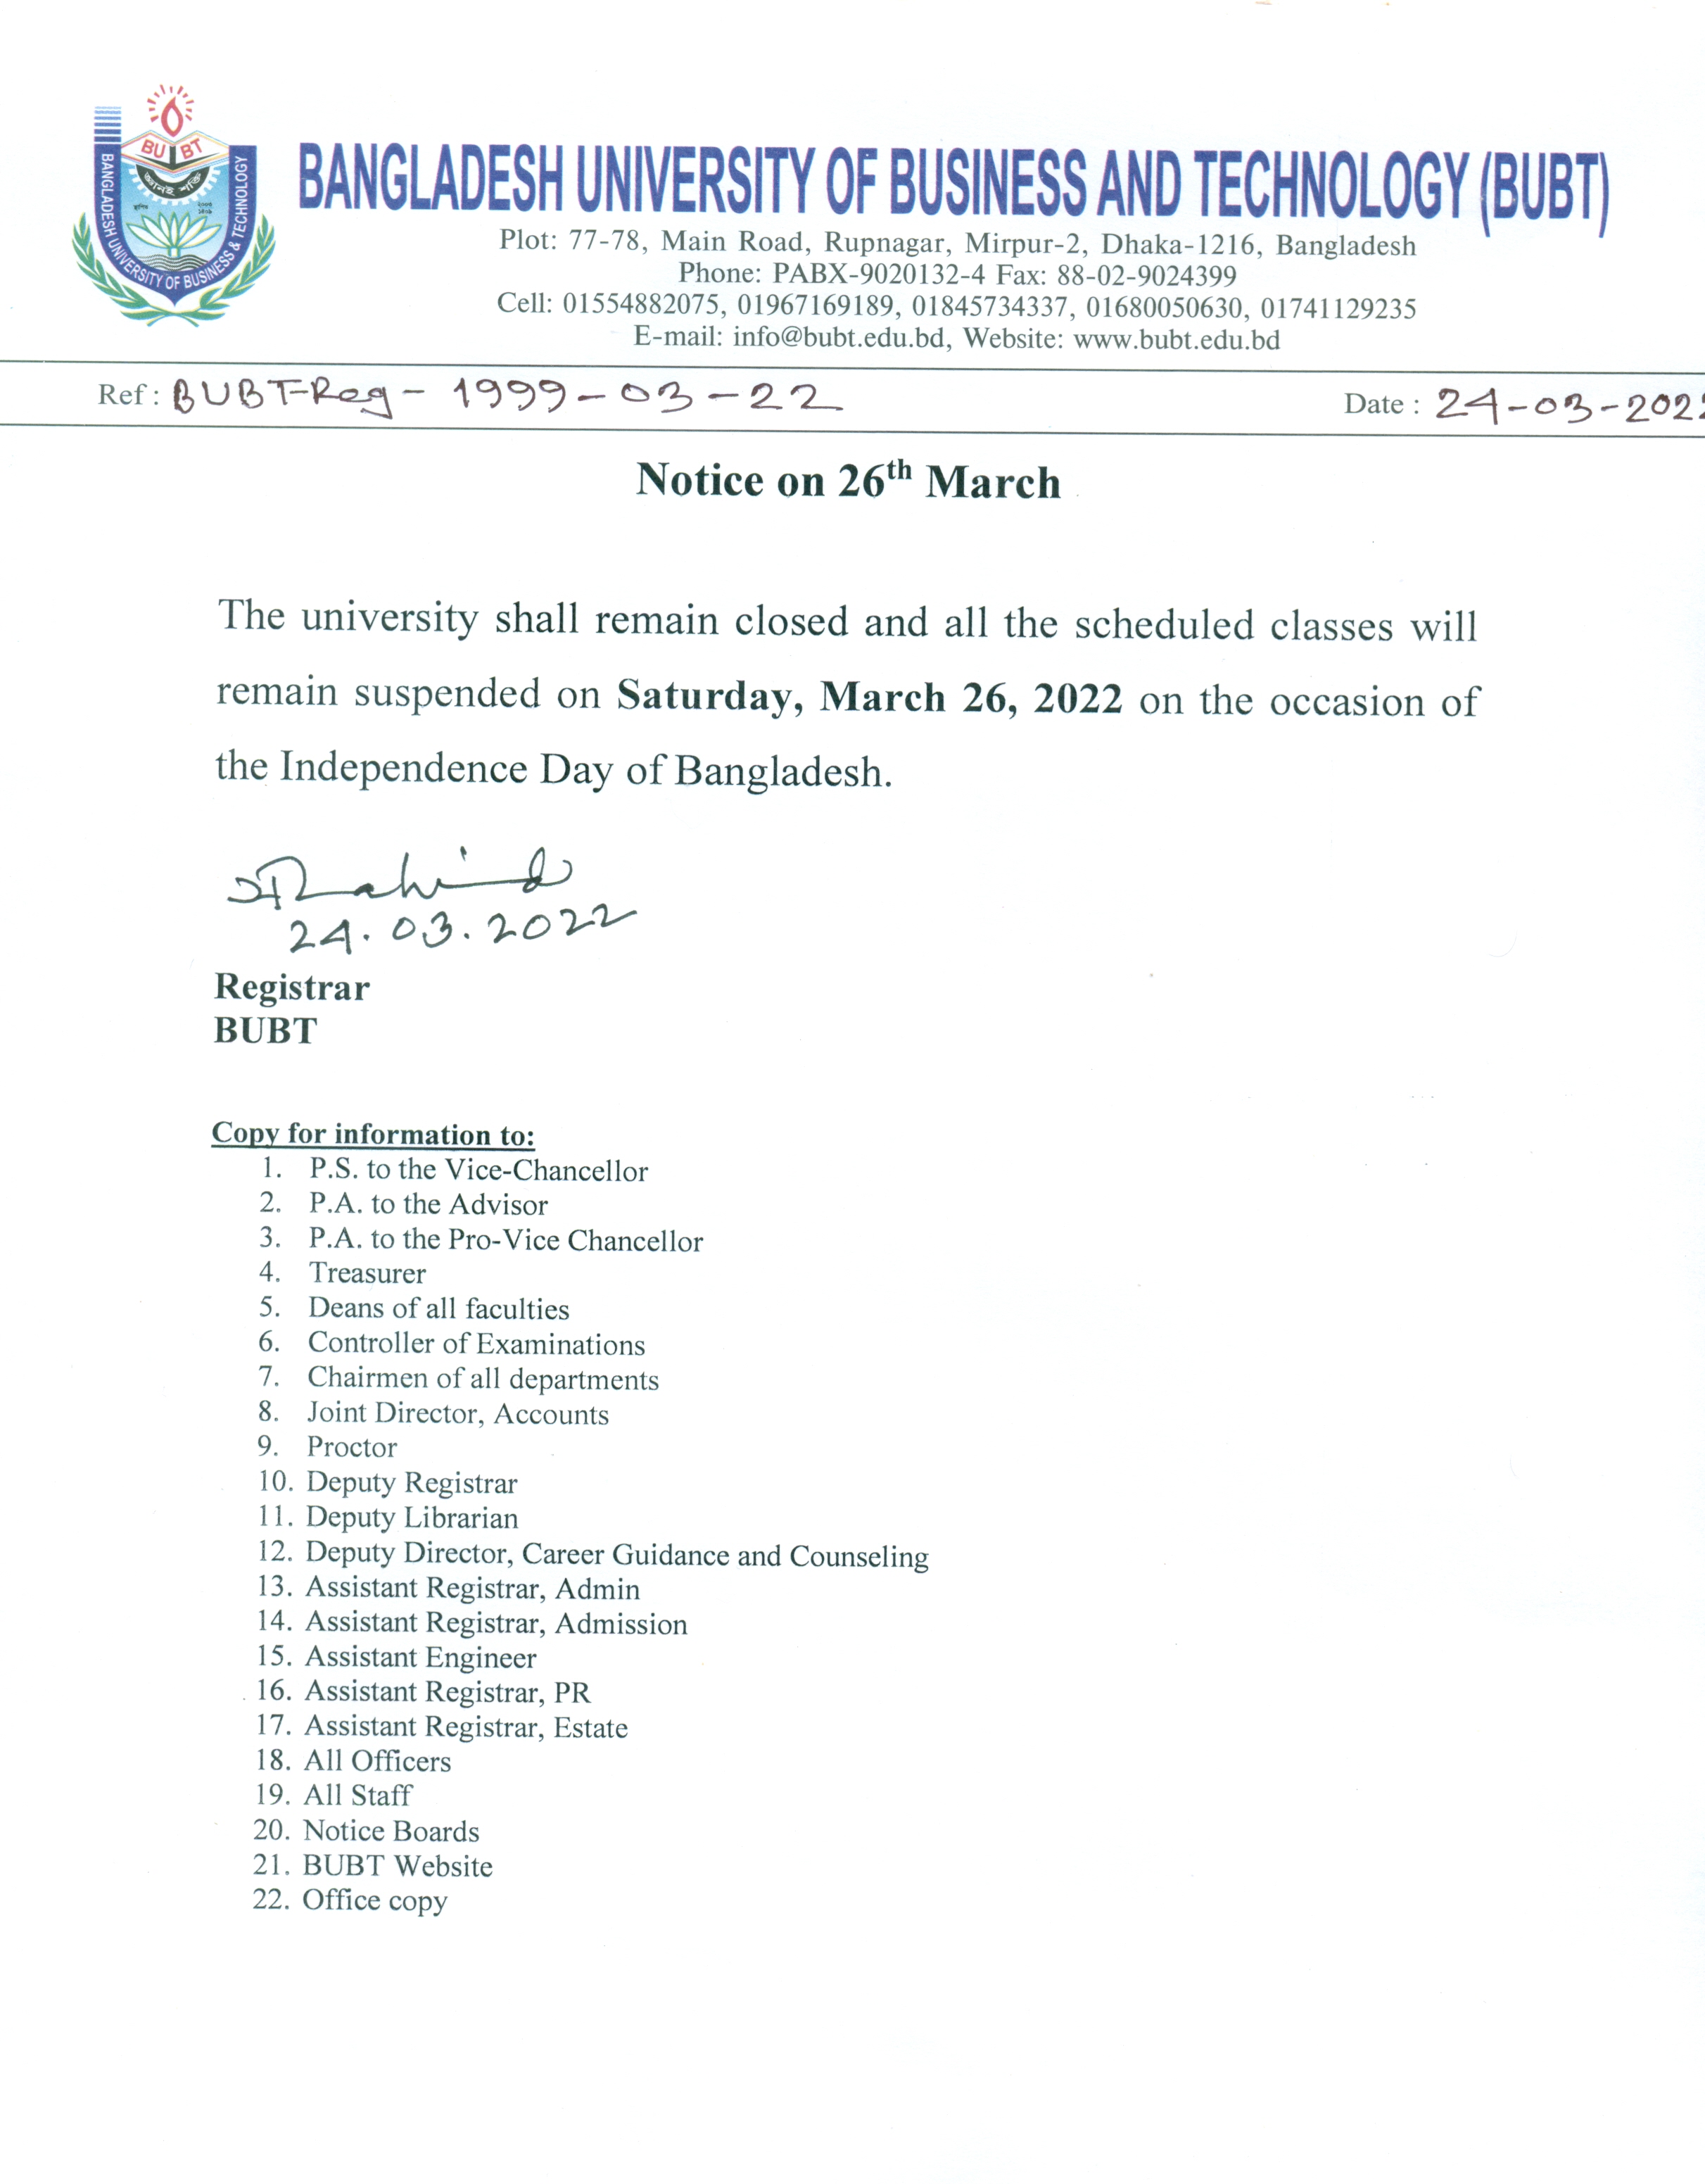 BU BT
জ্ঞানই শক্তি
BANGLADESH UNIVERSITY OF BUSINESS & TECHNOLOGY
BANGLADESH UNIVERSITY OF BUSINESS AND TECHNOLOGY (BUBT)
Plot: 77-78, Main Road, Rupnagar, Mirpur-2, Dhaka-1216, Bangladesh
Phone: PABX-9020132-4 Fax: 88-02-9024399
Cell: 01554882075, 01967169189, 01845734337, 01680050630, 01741129235
E-mail: info@bubt.edu.bd, Website: www.bubt.edu.bd
Ref : BUBT-Reg - 1999-03-22 Date : 24-03-2022
Notice on 26th March
The university shall remain closed and all the scheduled classes will
remain suspended on Saturday, March 26, 2022 on the occasion of
the Independence Day of Bangladesh.
24.03.2022
Registrar
BUBT
Copy for information to:
1. P.S. to the Vice-Chancellor
2. P.A. to the Advisor
3. P.A. to the Pro-Vice Chancellor
4. Treasurer
5. Deans of all faculties
6. Controller of Examinations
7. Chairmen of all departments
8. Joint Director, Accounts
9. Proctor
10. Deputy Registrar
11. Deputy Librarian
12. Deputy Director, Career Guidance and Counseling
13. Assistant Registrar, Admin
14. Assistant Registrar, Admission
15. Assistant Engineer
16. Assistant Registrar, PR
17. Assistant Registrar, Estate
18. All Officers
19. All Staff
20. Notice Boards
21. BUBT Website
22. Office copy